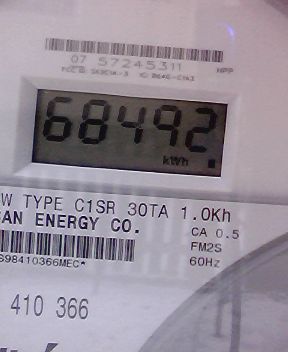 07 57245311
68492
kWh
W TYPE C1SR 30TA 1.0Kh
AN ENERGY CO.
CA 0.5
FM2S
60Hz
S98410366MEC*
410 366